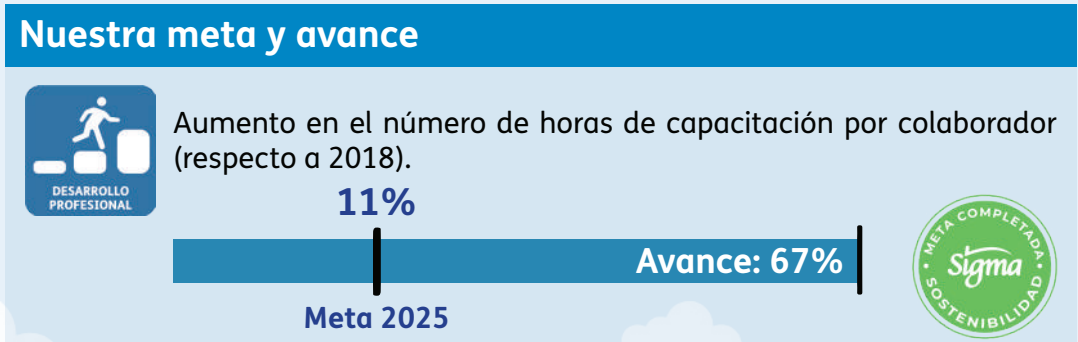 Nuestra meta y avance
DESARROLLO
PROFESIONAL
Aumento en el número de horas de capacitación por colaborador
(respecto a 2018).
11%
Avance: 67%
Meta 2025
META COMPLETADA
Sigma
SOSTENIBILIDAD